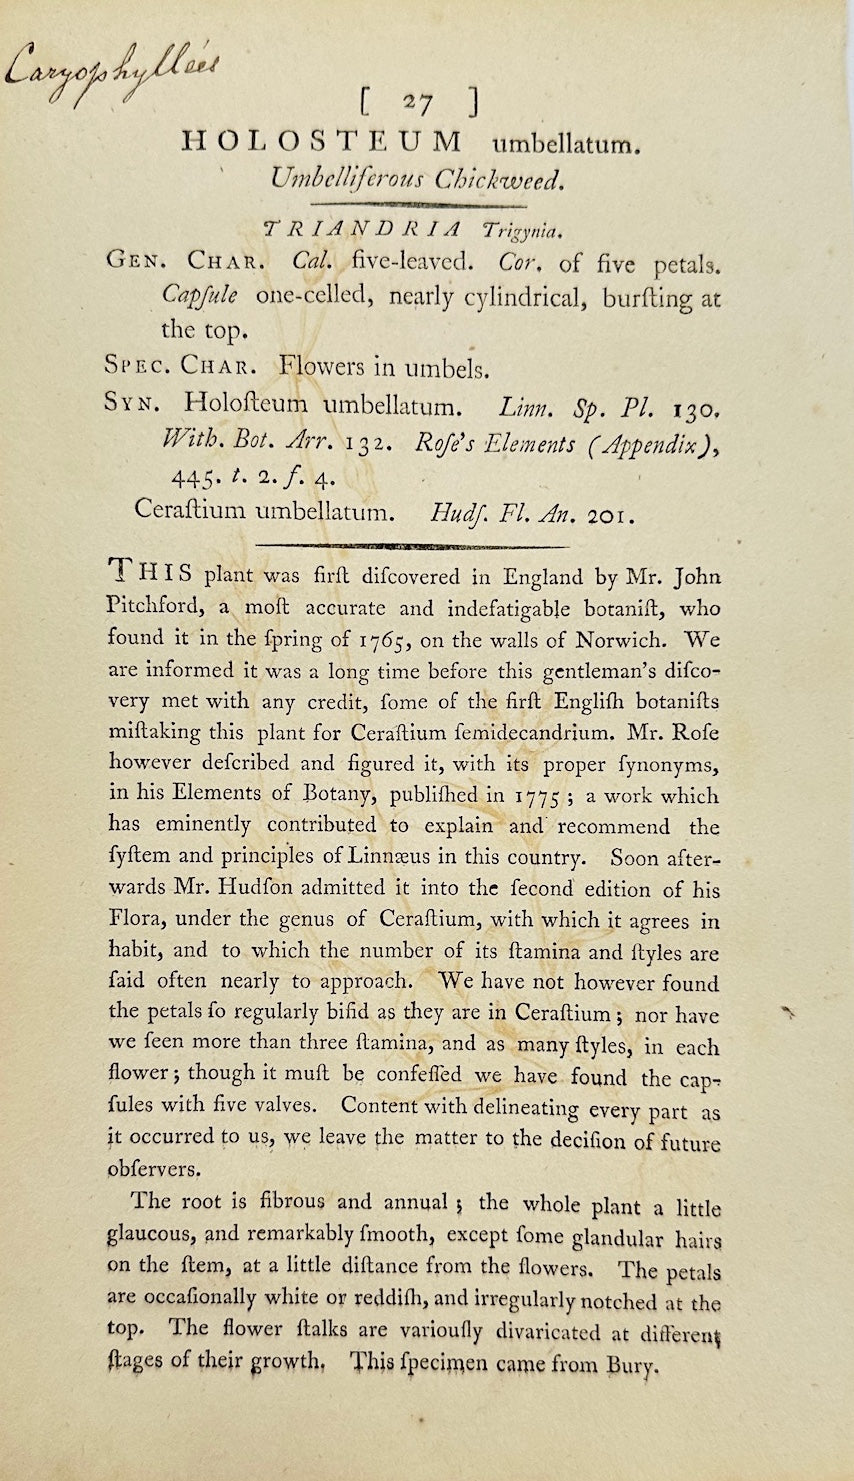 Caryophyllées
[ 27 ]
HOLOSTEUM umbellatum.
Umbelliferous Chickweed.
TRIANDRIA Trigynia.
GEN. CHAR. Cal. five-leaved. Cor. of five petals.
Capſule one-celled, nearly cylindrical, burſting at
the top.
SPEC. CHAR. Flowers in umbels.
SYN. Holoſteum umbellatum. Linn. Sp. Pl. 130.
With. Bot. Arr. 132. Roſe's Elements (Appendix),
445. t. 2. f. 4.
Ceraſtium umbellatum. Hudſ. Fl. An. 201.
THIS plant was firſt diſcovered in England by Mr. John
Pitchford, a moſt accurate and indefatigable botaniſt, who
found it in the ſpring of 1765, on the walls of Norwich. We
are informed it was a long time before this gentleman's diſco-
very met with any credit, ſome of the firſt Engliſh botaniſts
miſtaking this plant for Ceraſtium ſemidecandrium. Mr. Roſe
however deſcribed and figured it, with its proper ſynonyms,
in his Elements of Botany, publiſhed in 1775 ; a work which
has eminently contributed to explain and recommend the
ſyſtem and principles of Linnæus in this country. Soon after-
wards Mr. Hudſon admitted it into the ſecond edition of his
Flora, under the genus of Ceraſtium, with which it agrees in
habit, and to which the number of its ſtamina and ſtyles are
ſaid often nearly to approach. We have not however found
the petals ſo regularly bifid as they are in Ceraſtium ; nor have
we ſeen more than three ſtamina, and as many ſtyles, in each
flower ; though it muſt be confeſſed we have found the cap-
ſules with five valves. Content with delineating every part as
it occurred to us, we leave the matter to the deciſion of future
obſervers.
The root is fibrous and annual ; the whole plant a little
glaucous, and remarkably ſmooth, except ſome glandular hairs
on the ſtem, at a little diſtance from the flowers. The petals
are occaſionally white or reddiſh, and irregularly notched at the
top. The flower ſtalks are variouſly divaricated at different
ſtages of their growth. This ſpecimen came from Bury.